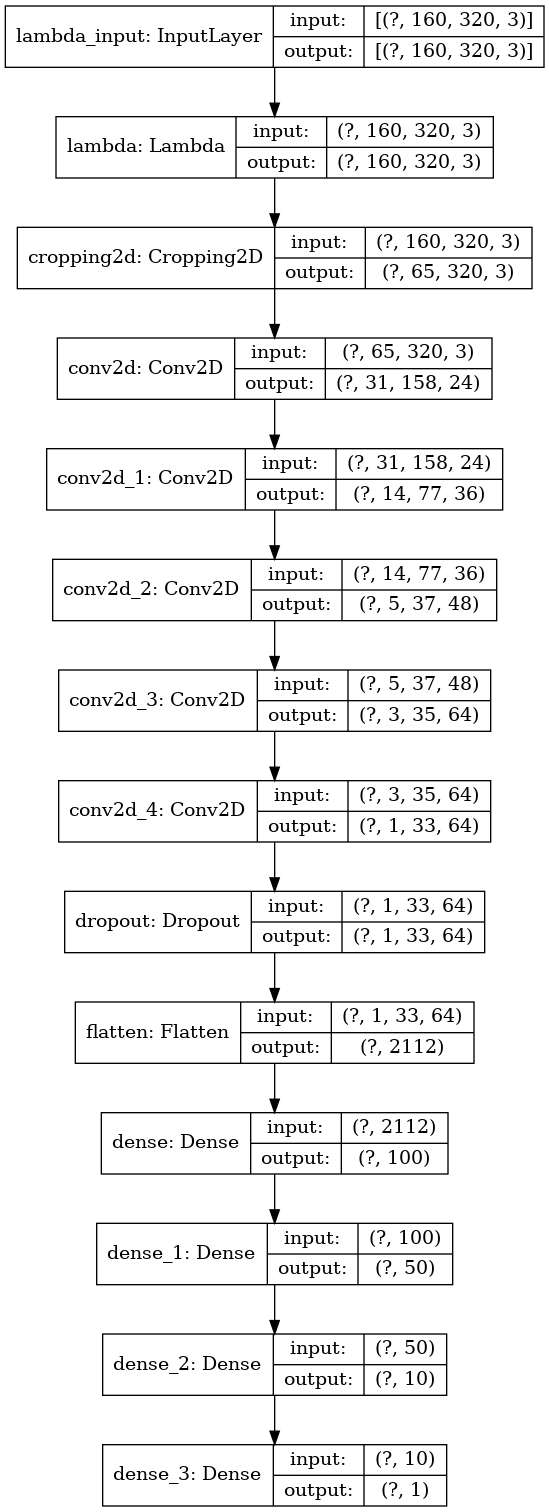 lambda_input: InputLayer
input:
[(?, 160, 320, 3)]
output:
[(?, 160, 320, 3)]
lambda: Lambda
input:
(?, 160, 320, 3)
output:
(?, 160, 320, 3)
cropping2d: Cropping2D
input:
(?, 160, 320, 3)
output:
(?, 65, 320, 3)
conv2d: Conv2D
input:
(?, 65, 320, 3)
output:
(?, 31, 158, 24)
conv2d_1: Conv2D
input:
(?, 31, 158, 24)
output:
(?, 14, 77, 36)
conv2d_2: Conv2D
input:
(?, 14, 77, 36)
output:
(?, 5, 37, 48)
conv2d_3: Conv2D
input:
(?, 5, 37, 48)
output:
(?, 3, 35, 64)
conv2d_4: Conv2D
input:
(?, 3, 35, 64)
output:
(?, 1, 33, 64)
dropout: Dropout
input:
(?, 1, 33, 64)
output:
(?, 1, 33, 64)
flatten: Flatten
input:
(?, 1, 33, 64)
output:
(?, 2112)
dense: Dense
input:
(?, 2112)
output:
(?, 100)
dense_1: Dense
input:
(?, 100)
output:
(?, 50)
dense_2: Dense
input:
(?, 50)
output:
(?, 10)
dense_3: Dense
input:
(?, 10)
output:
(?, 1)